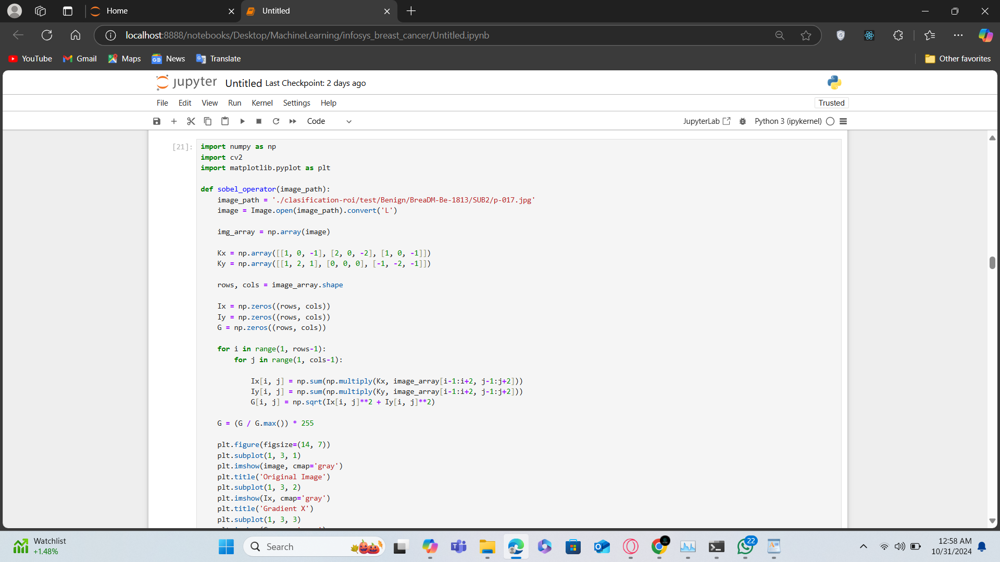 Home
Untitled
localhost:8888/notebooks/Desktop/MachineLearning/infosys_breast_cancer/Untitled.ipynb
YouTube Gmail Maps News Translate Other favorites
jupyter Untitled Last Checkpoint: 2 days ago
File Edit View Run Kernel Settings Help Trusted
Code JupyterLab Python 3 (ipykernel)
[21]: import numpy as np
import cv2
import matplotlib.pyplot as plt
def sobel_operator(image_path):
    image_path = './clasification-roi/test/Benign/BreaDM-Be-1813/SUB2/p-017.jpg'
    image = Image.open(image_path).convert('L')
    img_array = np.array(image)
    Kx = np.array([[1, 0, -1], [2, 0, -2], [1, 0, -1]])
    Ky = np.array([[1, 2, 1], [0, 0, 0], [-1, -2, -1]])
    rows, cols = image_array.shape
    Ix = np.zeros((rows, cols))
    Iy = np.zeros((rows, cols))
    G = np.zeros((rows, cols))
    for i in range(1, rows-1):
        for j in range(1, cols-1):
            Ix[i, j] = np.sum(np.multiply(Kx, image_array[i-1:i+2, j-1:j+2]))
            Iy[i, j] = np.sum(np.multiply(Ky, image_array[i-1:i+2, j-1:j+2]))
            G[i, j] = np.sqrt(Ix[i, j]**2 + Iy[i, j]**2)
    G = (G / G.max()) * 255
    plt.figure(figsize=(14, 7))
    plt.subplot(1, 3, 1)
    plt.imshow(image, cmap='gray')
    plt.title('Original Image')
    plt.subplot(1, 3, 2)
    plt.imshow(Ix, cmap='gray')
    plt.title('Gradient X')
    plt.subplot(1, 3, 3)
Watchlist
+1.48%
Search
22
12:58 AM
10/31/2024